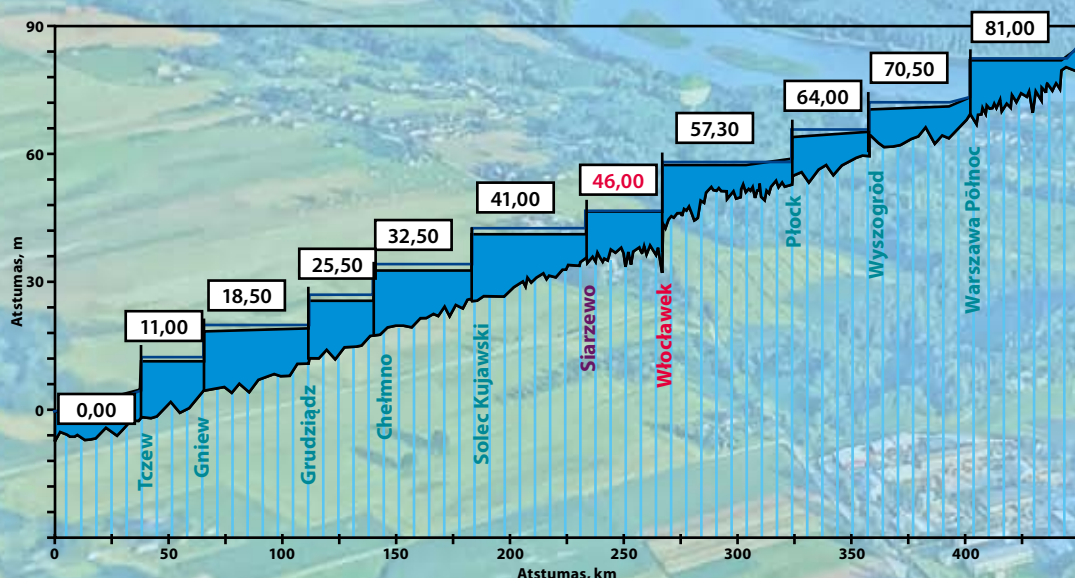 90
81,00
70,50
64,00
57,30
60
46,00
41,00
32,50
25,50
30
18,50
11,00
0,00
0
Atstumas, m
Tczew
Gniew
Grudziądz
Chełmno
Solec Kujawski
Siarzewo
Włocławek
Płock
Wyszogród
Warszawa Północ
0 50 100 150 200 250 300 350 400
Atstumas, km